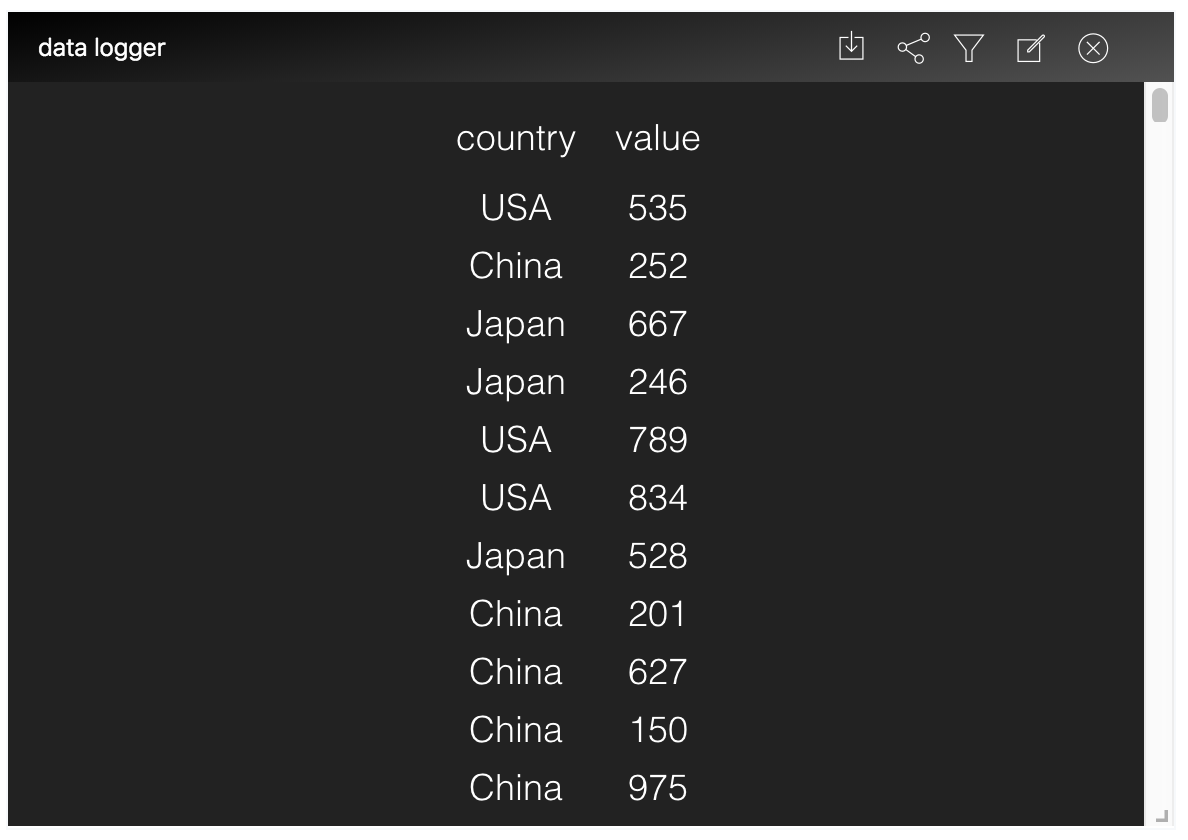 data logger
country value
USA 535
China 252
Japan 667
Japan 246
USA 789
USA 834
Japan 528
China 201
China 627
China 150
China 975